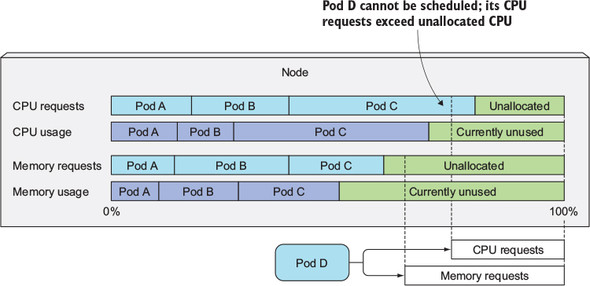 Pod D cannot be scheduled; its CPU
requests exceed unallocated CPU
Node
CPU requests Pod A Pod B Pod C Unallocated
CPU usage Pod A Pod B Pod C Currently unused
Memory requests Pod A Pod B Pod C Unallocated
Memory usage Pod A Pod B Pod C Currently unused
0% 100%
CPU requests
Pod D
Memory requests